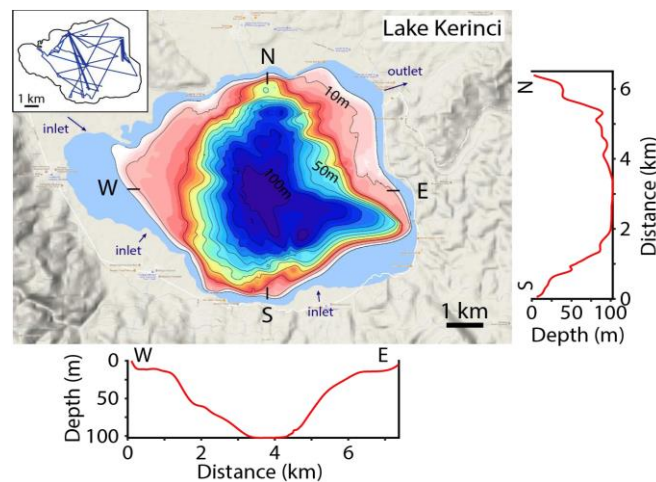 Lake Kerinci
1 km
N
10m
outlet
inlet
50m
100m
W
E
inlet
S
inlet
1 km
N
S
6
4
2
0
Distance (km)
0
50
100
Depth (m)
W
E
0
50
100
Depth (m)
0
2
4
6
Distance (km)